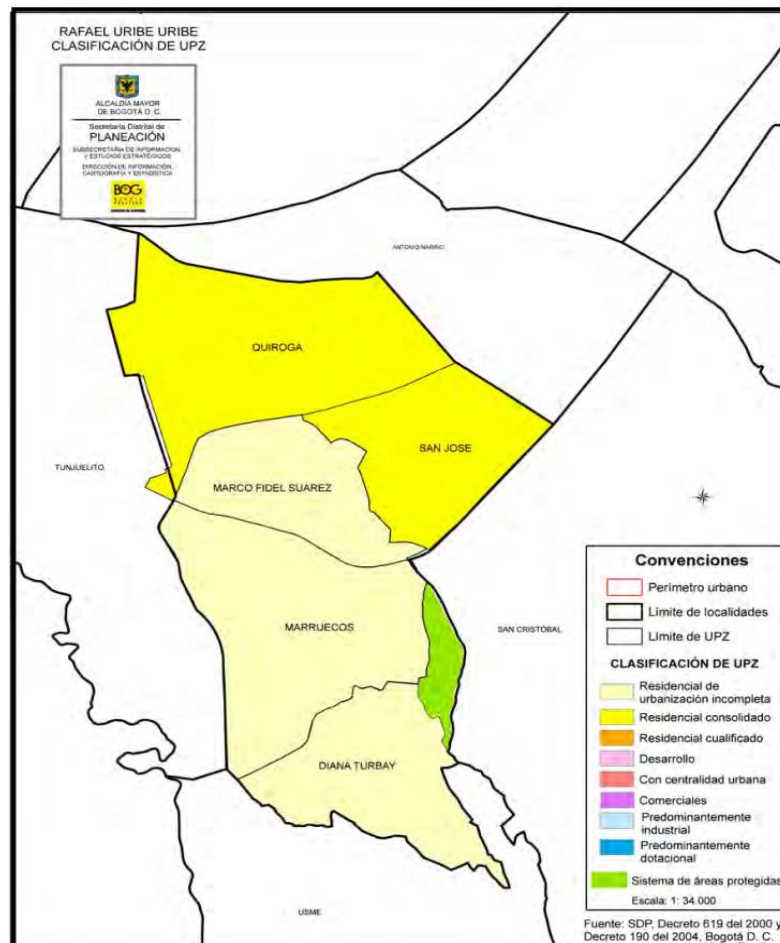 RAFAEL URIBE URIBE
CLASIFICACIÓN DE UPZ
ALCALDÍA MAYOR
DE BOGOTÁ D. C.
Secretaría Distrital de
PLANEACIÓN
SUBSECRETARÍA DE INFORMACIÓN
Y ESTUDIOS ESTRATÉGICOS
DIRECCIÓN DE INFORMACIÓN,
CARTOGRAFÍA Y ESTADÍSTICA
BOG
ANTONIO NARIÑO
QUIROGA
SAN JOSE
TUNJUELITO
MARCO FIDEL SUAREZ
MARRUECOS
SAN CRISTOBAL
DIANA TURBAY
USME
Convenciones
Perímetro urbano
Límite de localidades
Límite de UPZ
CLASIFICACIÓN DE UPZ
Residencial de
urbanización incompleta
Residencial consolidado
Residencial cualificado
Desarrollo
Con centralidad urbana
Comerciales
Predominantemente
industrial
Predominantemente
dotacional
Sistema de áreas protegidas
Escala: 1: 34.000
Fuente: SDP, Decreto 619 del 2000 y
Decreto 190 del 2004, Bogotá D. C.